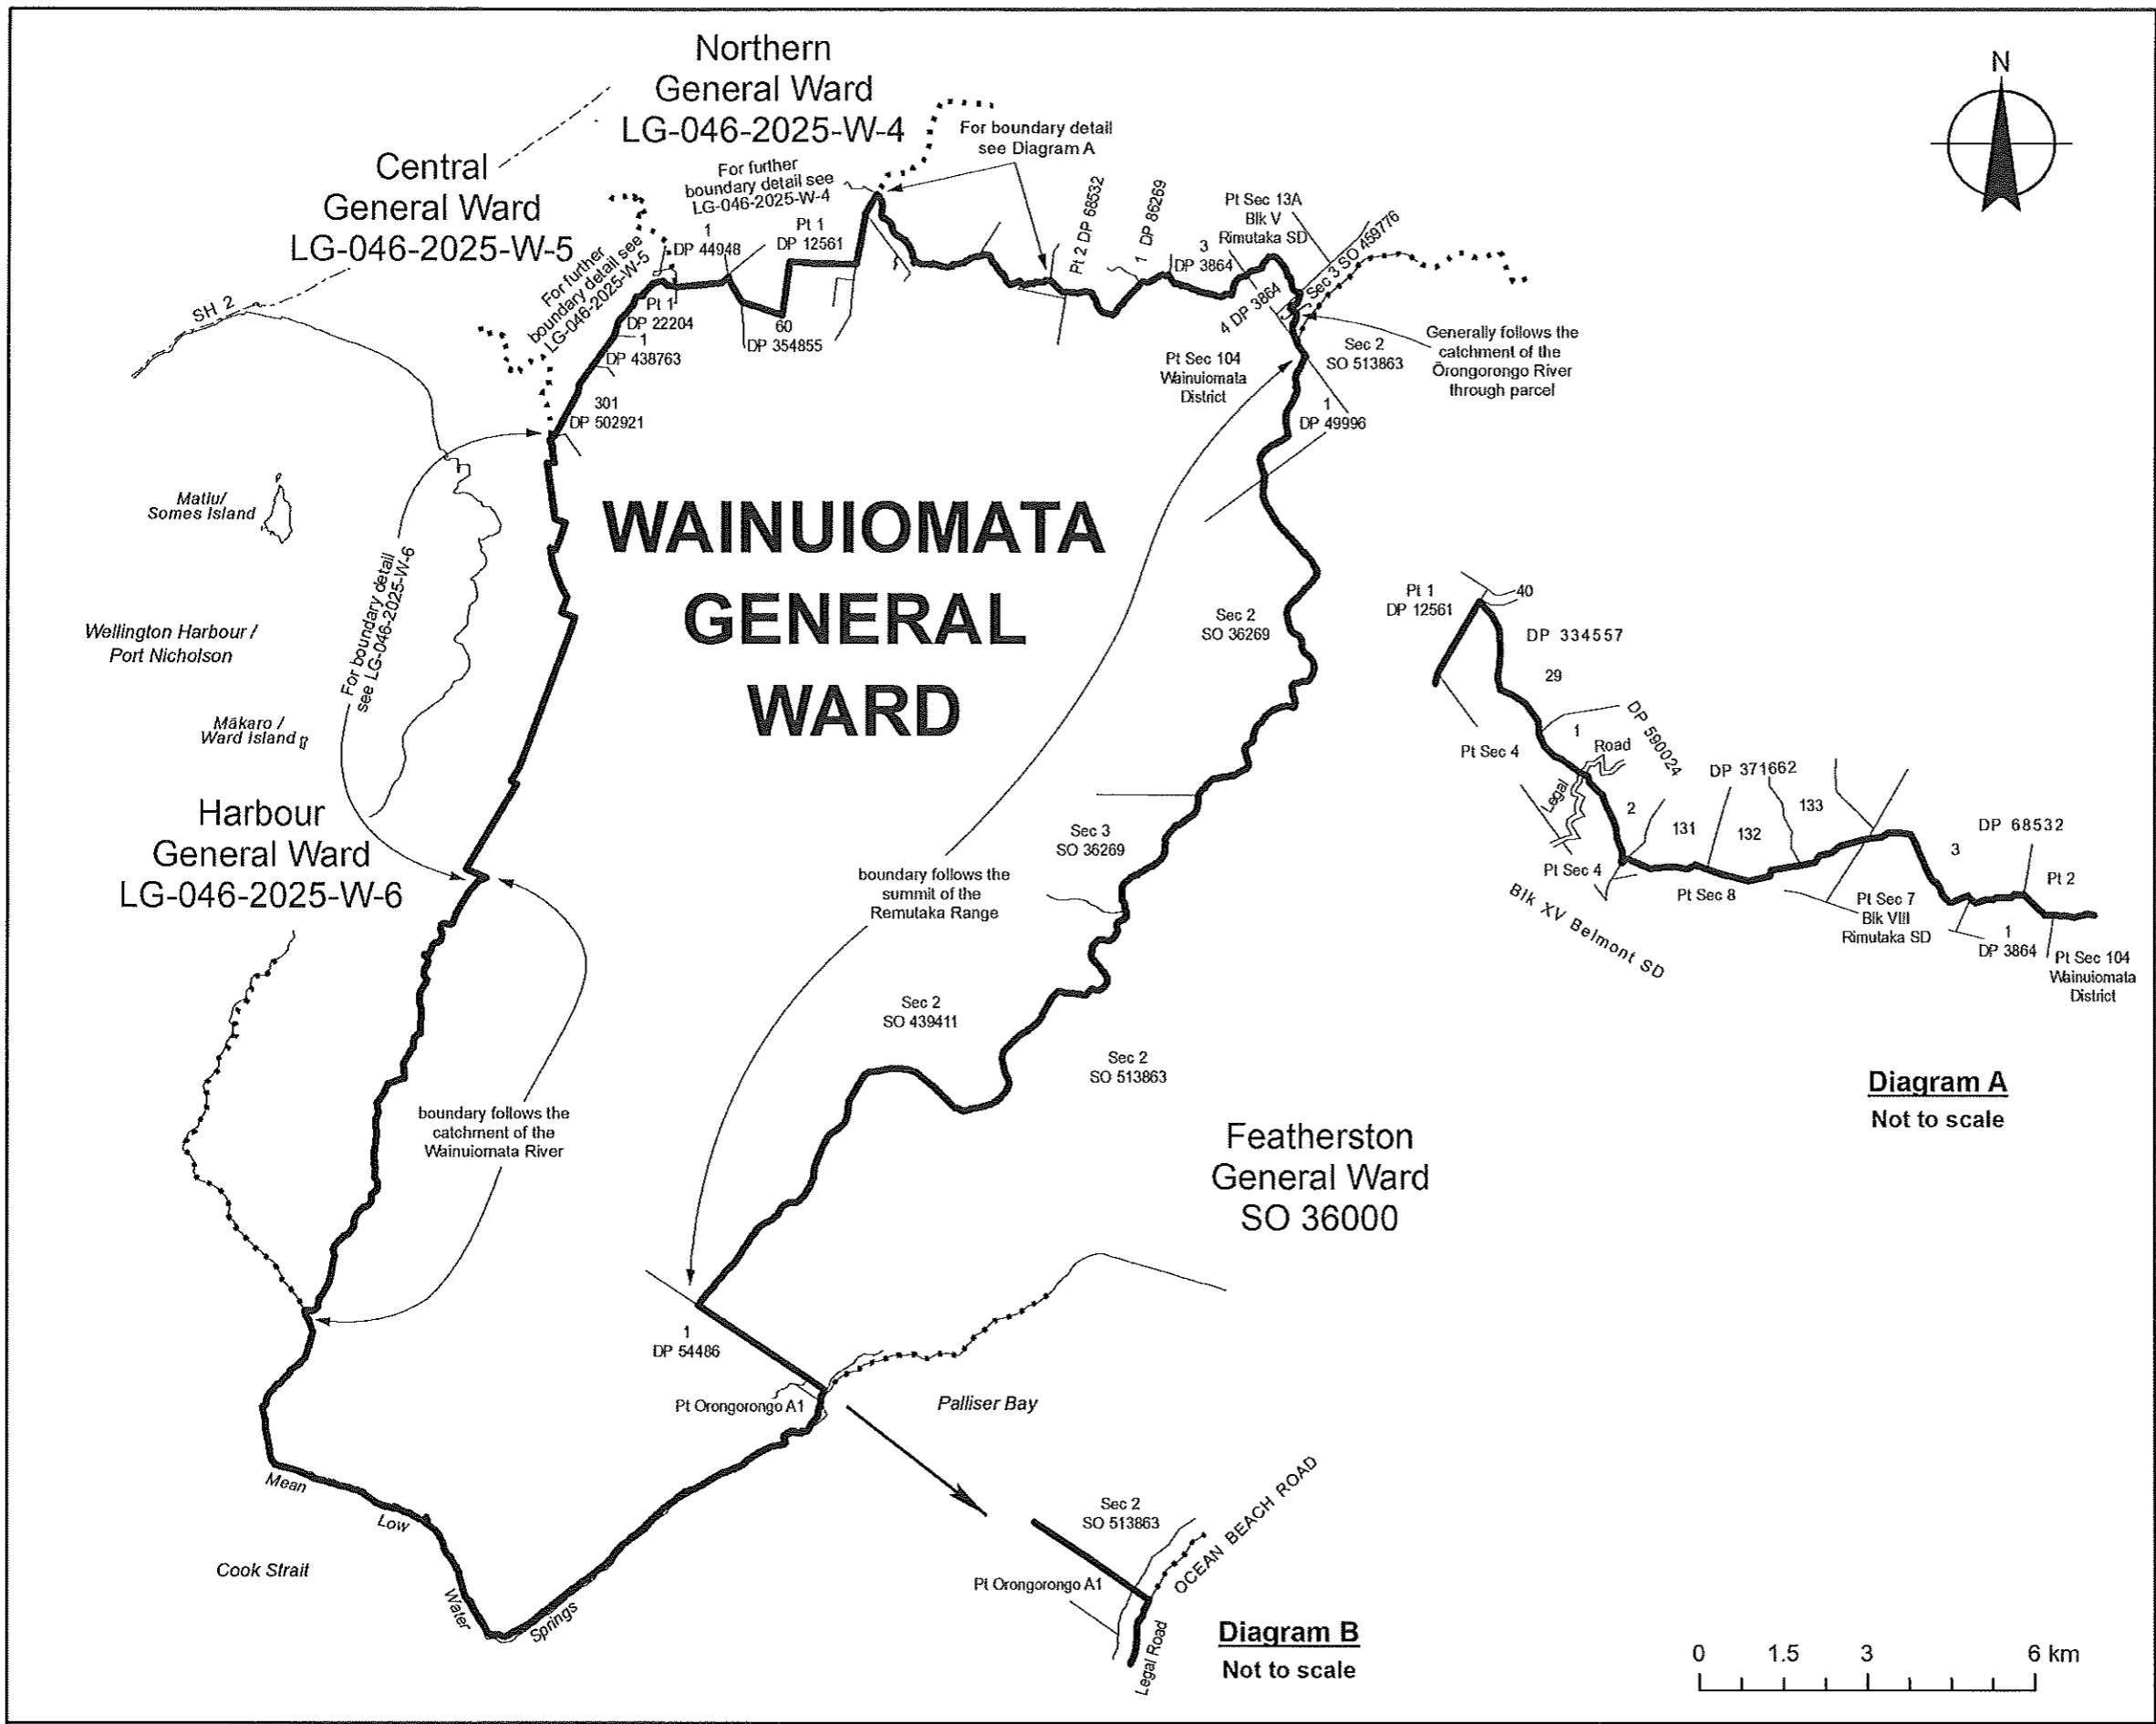 N
Northern
General Ward
LG-046-2025-W-4
Central
General Ward
LG-046-2025-W-5
For further
boundary detail see
LG-046-2025-W-4
For boundary detail
see Diagram A
For further
boundary detail see
LG-046-2025-W-5
1
DP 44948
Pt 1
DP 12561
Pt 2 DP 68532
1 DP 86269
3
DP 3864
Pt Sec 13A
Blk V
Rimutaka SD
Sec 3 SO 459776
4 DP 3864
SH 2
Pt 1
DP 22204
1
DP 438763
60
DP 354855
301
DP 502921
Pt Sec 104
Wainuiomata
District
Sec 2
SO 513863
Generally follows the
catchment of the
Ōrongorongo River
through parcel
1
DP 49996
Matiu/
Somes Island
Wellington Harbour /
Port Nicholson
Mākaro /
Ward Island
For boundary detail
see LG-046-2025-W-6
WAINUIOMATA
GENERAL
WARD
Harbour
General Ward
LG-046-2025-W-6
Sec 2
SO 36269
Sec 3
SO 36269
boundary follows the
summit of the
Remutaka Range
Sec 2
SO 439411
Sec 2
SO 513863
boundary follows the
catchment of the
Wainuiomata River
Featherston
General Ward
SO 36000
1
DP 54486
Pt Orongorongo A1
Palliser Bay
Mean
Low
Water
Springs
Cook Strait
Pt 1
DP 12561
40
DP 334557
29
Pt Sec 4
1
DP 590024
Road
Legal
2
DP 371662
131
132
133
Pt Sec 4
Pt Sec 8
Blk XV Belmont SD
Pt Sec 7
Blk VIII
Rimutaka SD
3
DP 68532
Pt 2
1
DP 3864
Pt Sec 104
Wainuiomata
District
Diagram A
Not to scale
Sec 2
SO 513863
OCEAN BEACH ROAD
Pt Orongorongo A1
Legal Road
Diagram B
Not to scale
0 1.5 3 6 km